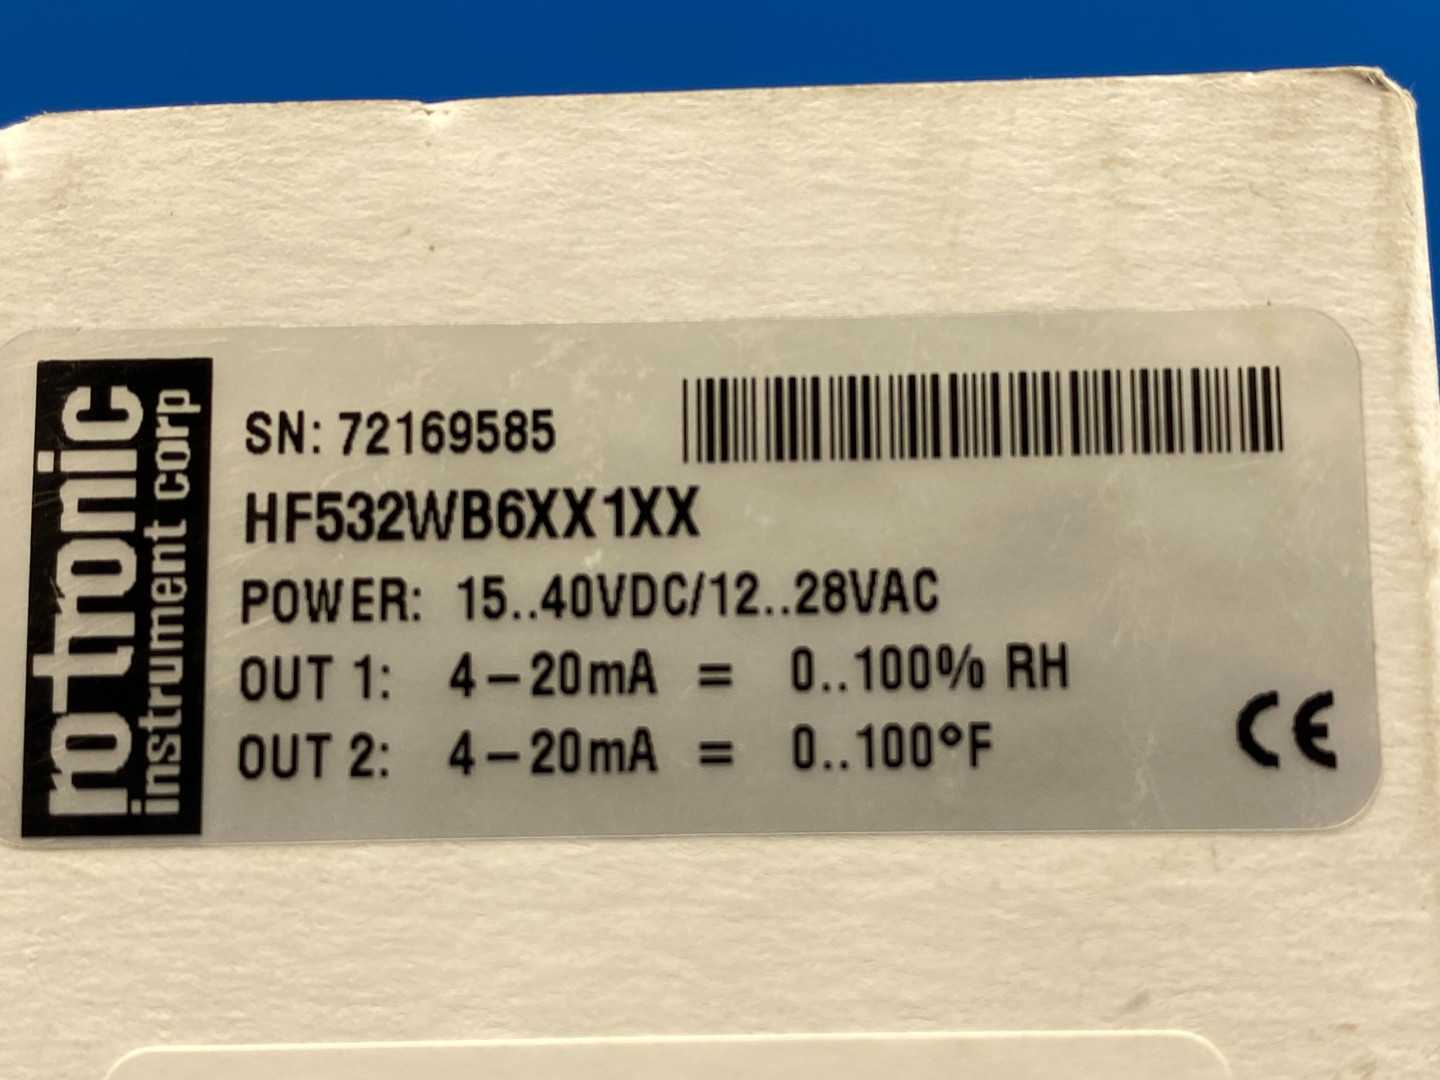 rotronic
instrument corp
SN: 72169585
HF532WB6XX1XX
POWER: 15..40VDC/12..28VAC
OUT 1: 4-20mA = 0..100% RH
OUT 2: 4-20mA = 0..100°F
CE